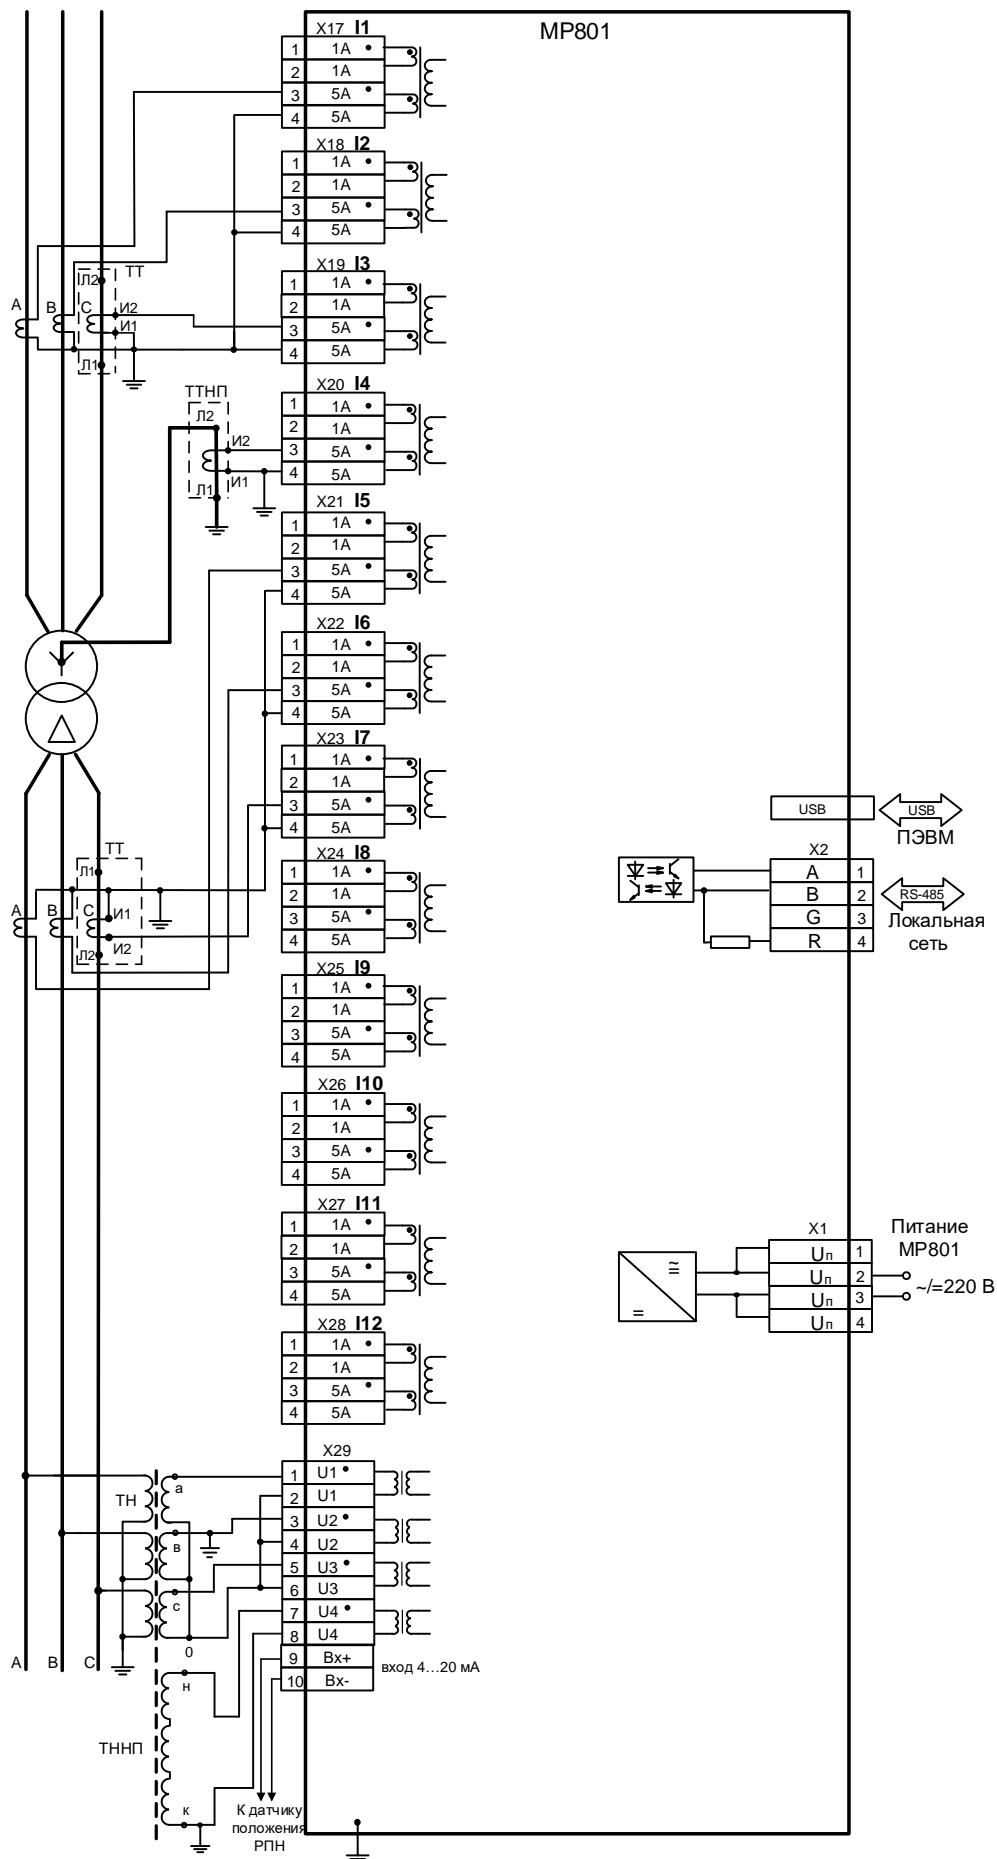 МР801
X17 I1
1 1А
2 1А
3 5А
4 5А
X18 I2
1 1А
2 1А
3 5А
4 5А
X19 I3
1 1А
2 1А
3 5А
4 5А
ТТ
Л2
А В С И2
И1
Л1
X20 I4
1 1А
2 1А
3 5А
4 5А
ТТНП
Л2
И2
И1
Л1
X21 I5
1 1А
2 1А
3 5А
4 5А
X22 I6
1 1А
2 1А
3 5А
4 5А
X23 I7
1 1А
2 1А
3 5А
4 5А
USB
USB
ПЭВМ
ТТ
Л1
А В С И1
И2
Л2
X24 I8
1 1А
2 1А
3 5А
4 5А
X2
A 1
B 2
G 3
R 4
RS-485
Локальная
сеть
X25 I9
1 1А
2 1А
3 5А
4 5А
X26 I10
1 1А
2 1А
3 5А
4 5А
X27 I11
1 1А
2 1А
3 5А
4 5А
X1
Uп 1
Uп 2
Uп 3
Uп 4
Питание
МР801
~/=220 В
X28 I12
1 1А
2 1А
3 5А
4 5А
X29
1 U1
2 U1
3 U2
4 U2
5 U3
6 U3
7 U4
8 U4
9 Вх+
10 Вх-
вход 4...20 мА
ТН
а
в
с
0
А В С
н
ТННП
к
К датчику
положения
РПН